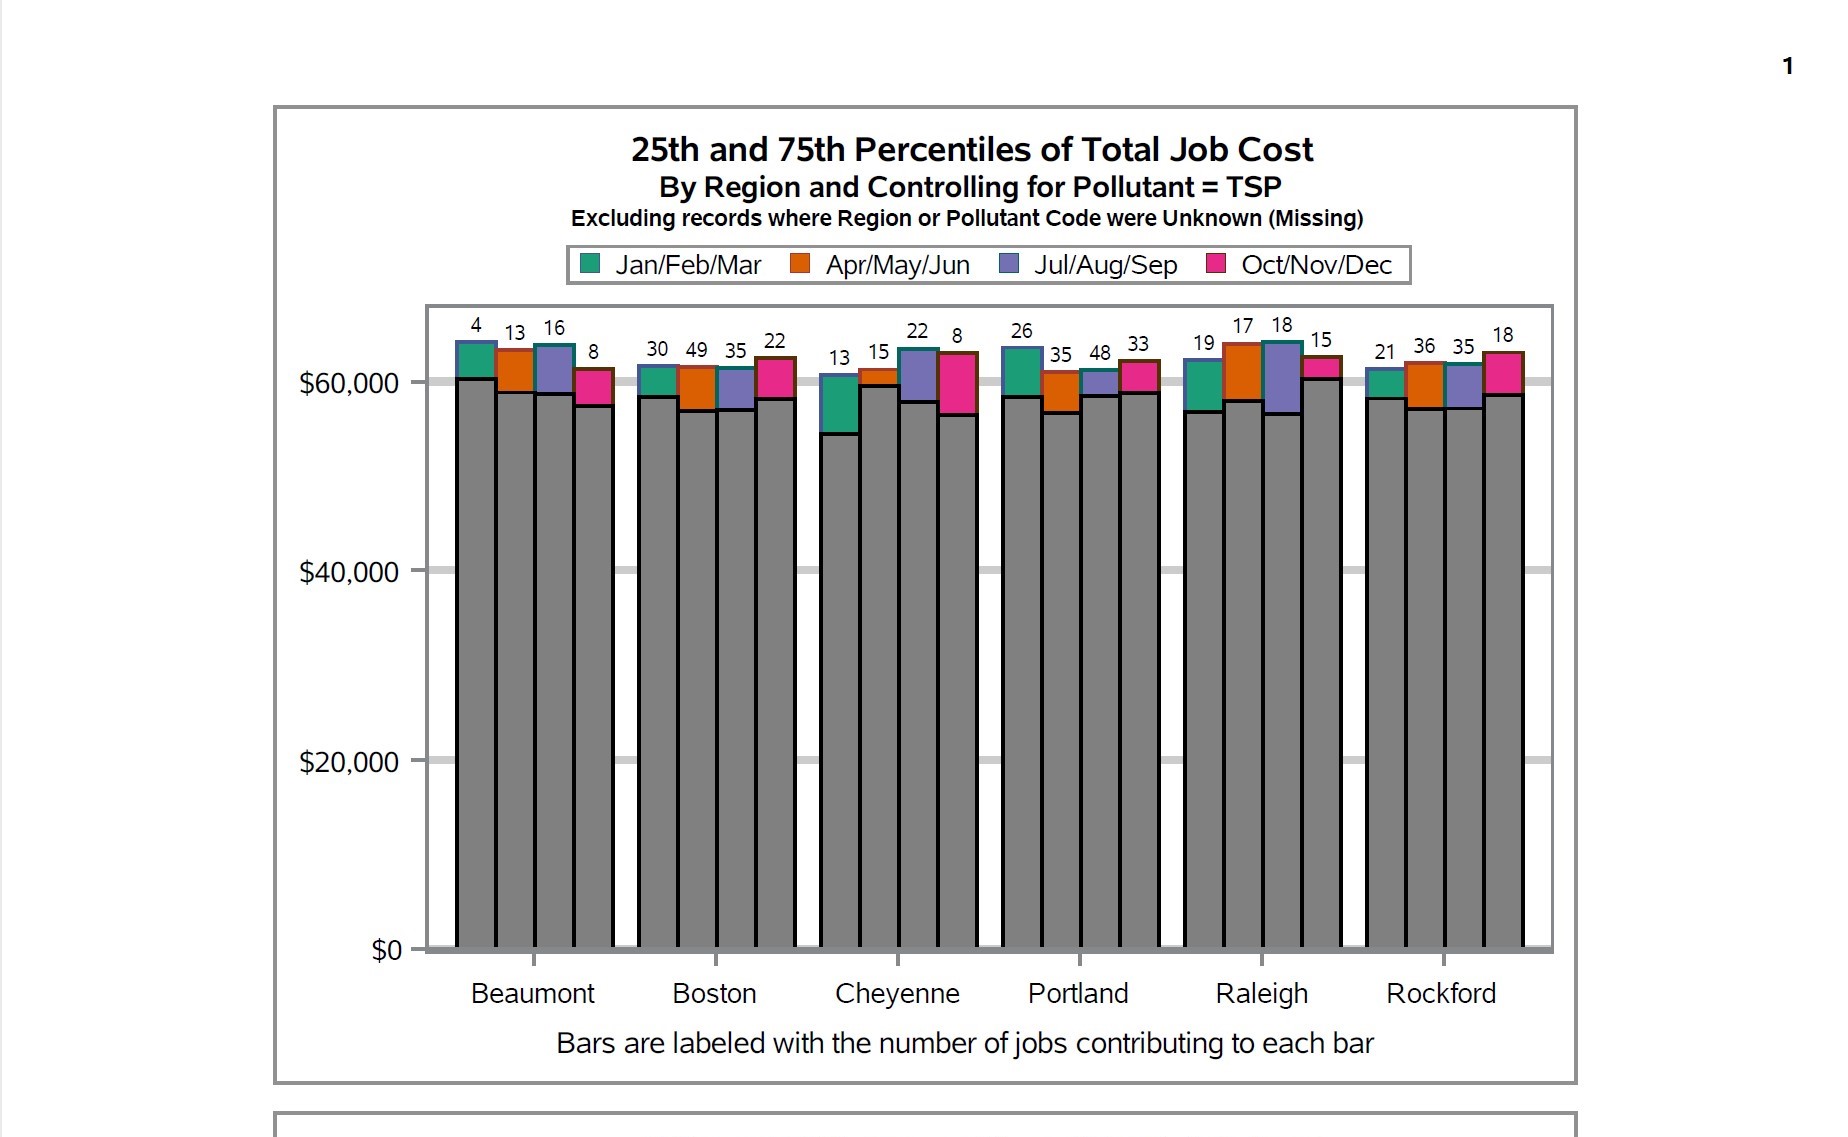 1
25th and 75th Percentiles of Total Job Cost
By Region and Controlling for Pollutant = TSP
Excluding records where Region or Pollutant Code were Unknown (Missing)
Jan/Feb/Mar Apr/May/Jun Jul/Aug/Sep Oct/Nov/Dec
4 13 16 8 30 49 35 22 13 15 22 8 26 35 48 33 19 17 18 15 21 36 35 18
$60,000
$40,000
$20,000
$0
Beaumont Boston Cheyenne Portland Raleigh Rockford
Bars are labeled with the number of jobs contributing to each bar